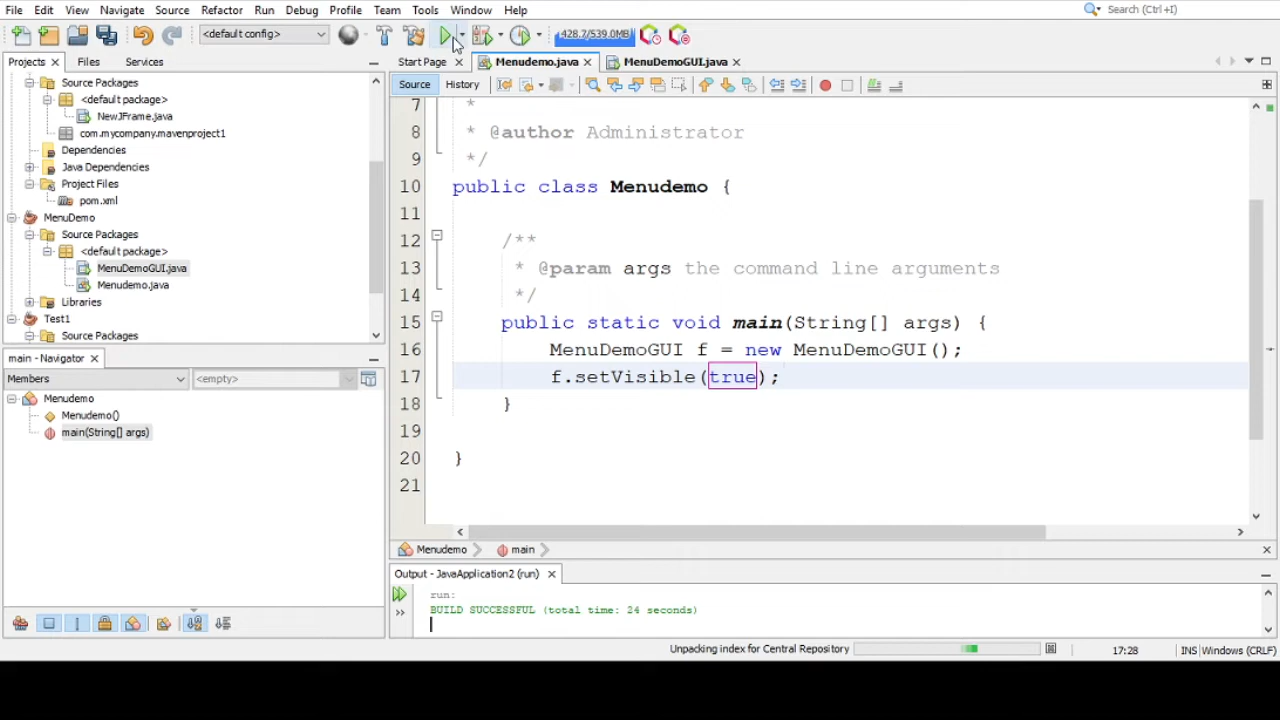 File Edit View Navigate Source Refactor Run Debug Profile Team Tools Window Help Search (Ctrl+I)
<default config> 428.7/539.0MB
Projects Files Services Start Page Menudemo.java MenuDemoGUI.java
Source History
Source Packages
<default package>
NewJFrame.java
com.mycompany.mavenproject1
Dependencies
Java Dependencies
Project Files
pom.xml
MenuDemo
Source Packages
<default package>
MenuDemoGUI.java
Menudemo.java
Libraries
Test1
Source Packages
main - Navigator
Members <empty>
Menudemo
Menudemo()
main(String[] args)
7 *
8 * @author Administrator
9 */
10 public class Menudemo {
11
12 /**
13 * @param args the command line arguments
14 */
15 public static void main(String[] args) {
16 MenuDemoGUI f = new MenuDemoGUI();
17 f.setVisible(true);
18 }
19
20 }
21
Menudemo main
Output - JavaApplication2 (run)
run:
BUILD SUCCESSFUL (total time: 24 seconds)
Unpacking index for Central Repository 17:28 INS Windows (CRLF)